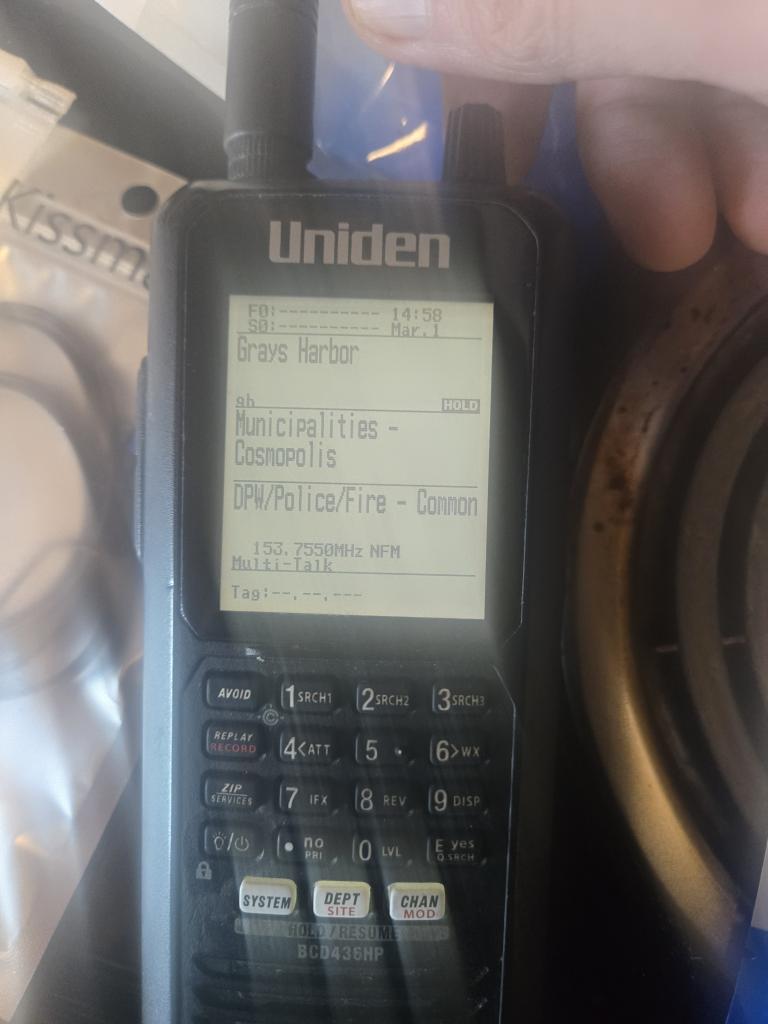 Kissma
Uniden
F0:---------- 14:58
S0:---------- Mar.1
Grays Harbor
gh HOLD
Municipalities -
Cosmopolis
DPW/Police/Fire - Common
153.7550MHz NFM
Multi-Talk
Tag:--.--.---
AVOID 1 SRCH1 2 SRCH2 3 SRCH3
REPLAY
RECORD 4<ATT 5 . 6>WX
ZIP
SERVICES 7 IFX 8 REV 9 DISP
. no PRI 0 LVL E yes Q.SRCH
SYSTEM DEPT SITE CHAN MOD
HOLD/RESUME
BCD436HP